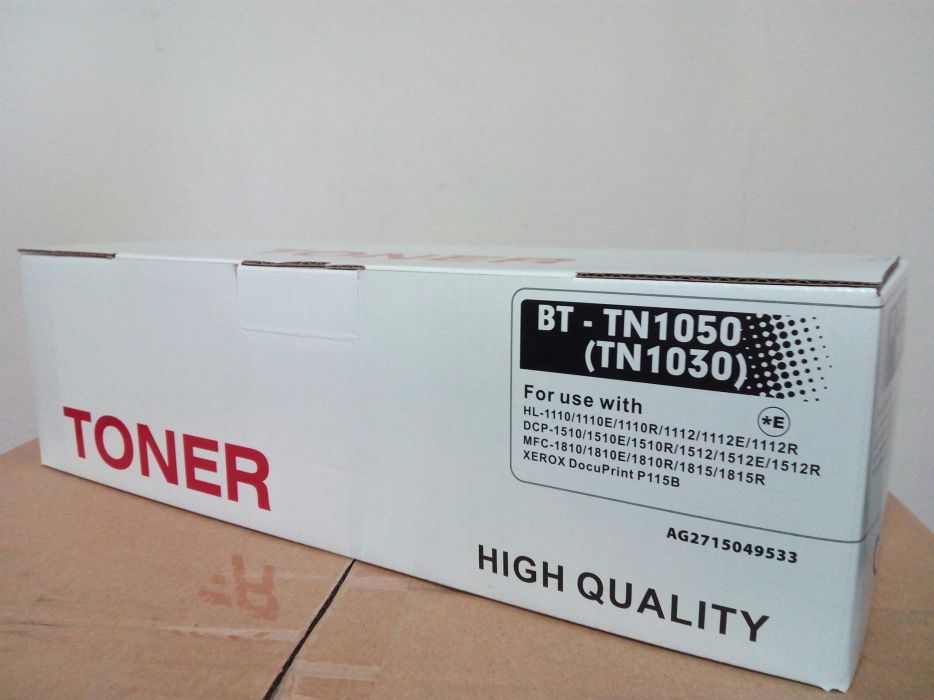 TONER
BT - TN1050
(TN1030)
For use with
*E
HL-1110/1110E/1110R/1112/1112E/1112R
DCP-1510/1510E/1510R/1512/1512E/1512R
MFC-1810/1810E/1810R/1815/1815R
XEROX DocuPrint P115B
AG2715049533
TONER
HIGH QUALITY